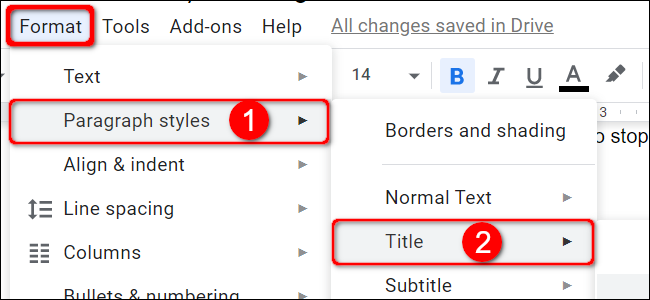 Format Tools Add-ons Help All changes saved in Drive
Text 14 B I U A
Paragraph styles 1 3
Borders and shading to stop
Align & indent
Normal Text
Line spacing
Title 2
Columns
Subtitle
Bullets & numbering